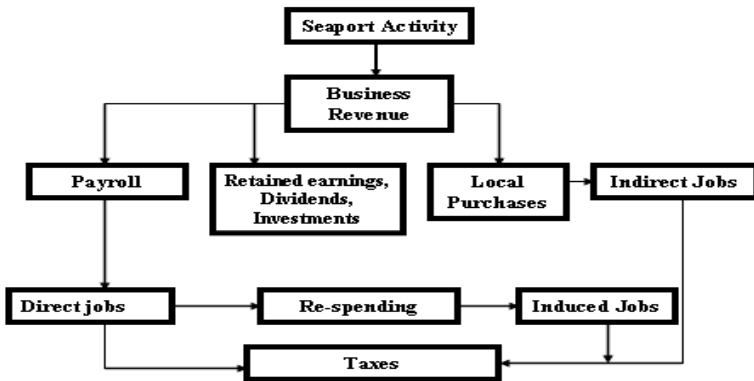 Seaport Activity
Business
Revenue
Payroll
Retained earnings,
Dividends,
Investments
Local
Purchases
Indirect Jobs
Direct jobs
Re-spending
Induced Jobs
Taxes